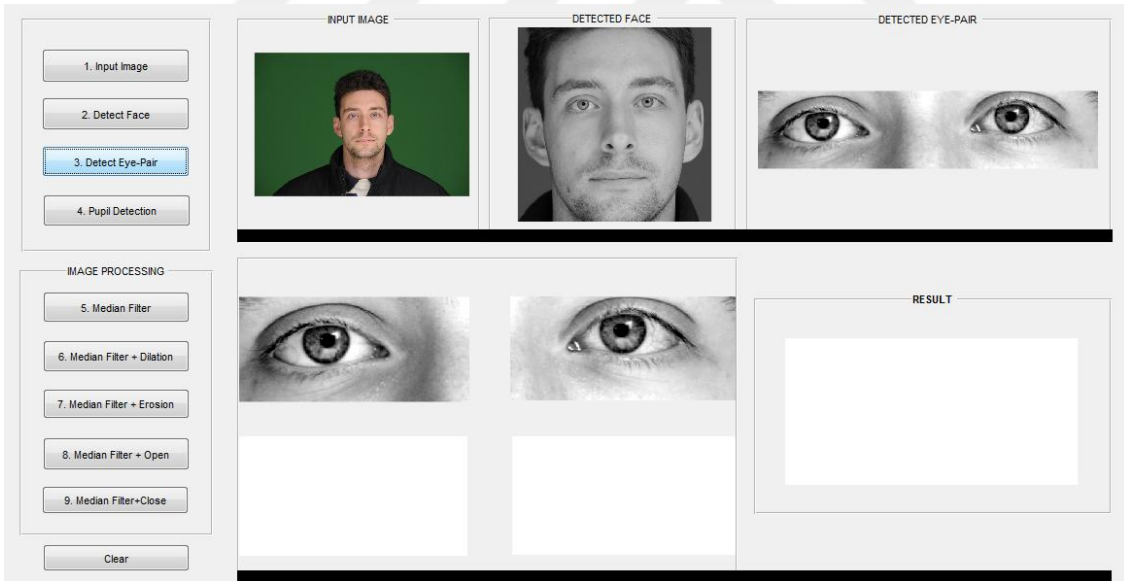 1. Input Image
2. Detect Face
3. Detect Eye-Pair
4. Pupil Detection
INPUT IMAGE
DETECTED FACE
DETECTED EYE-PAIR
IMAGE PROCESSING
5. Median Filter
6. Median Filter + Dilation
7. Median Filter + Erosion
8. Median Filter + Open
9. Median Filter+Close
Clear
RESULT